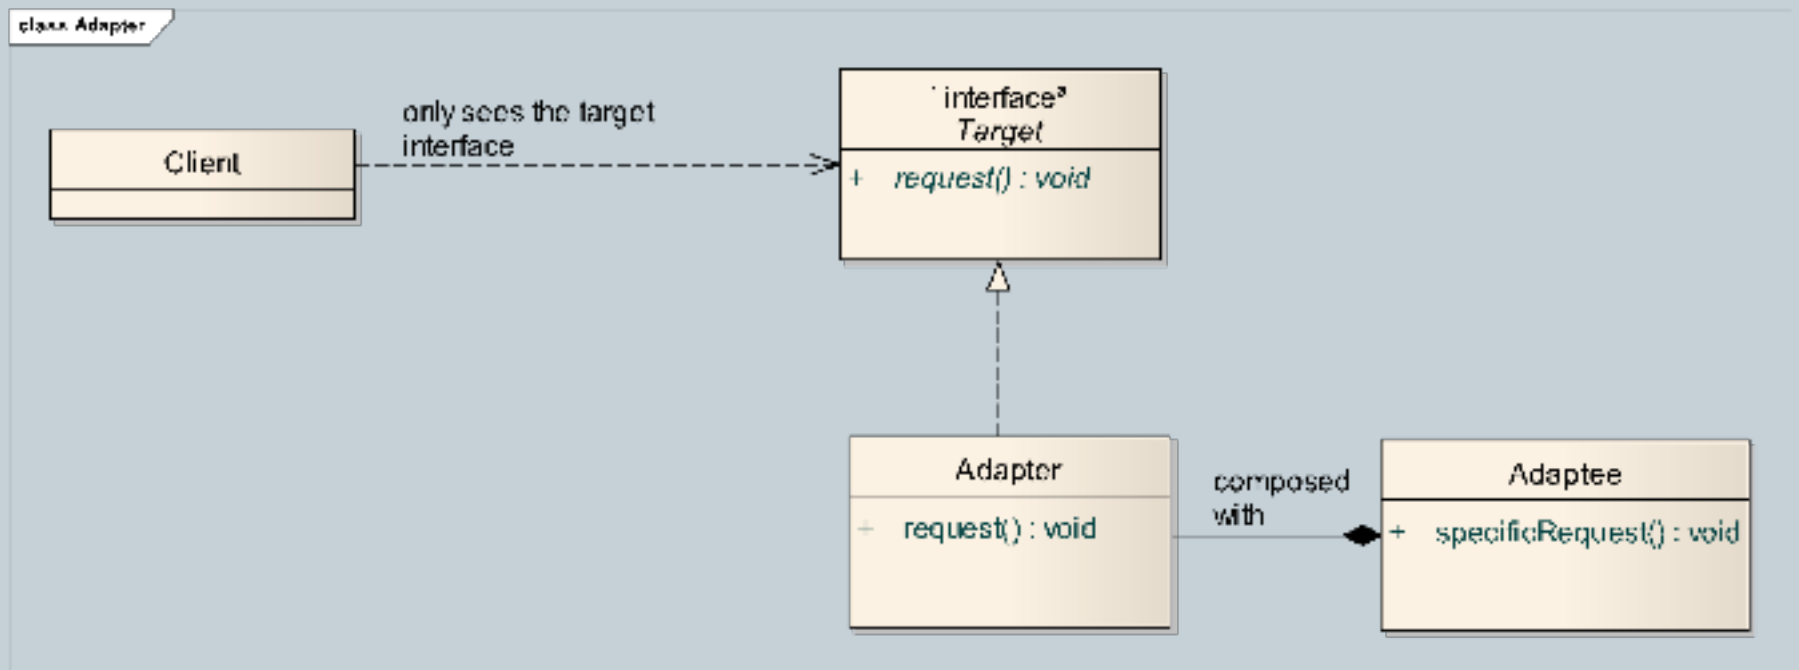 class Adapter
only sees the target
interface
Client
«interface»
Target
+ request() : void
Adapter
+ request() : void
composed
with
Adaptee
+ specificRequest() : void